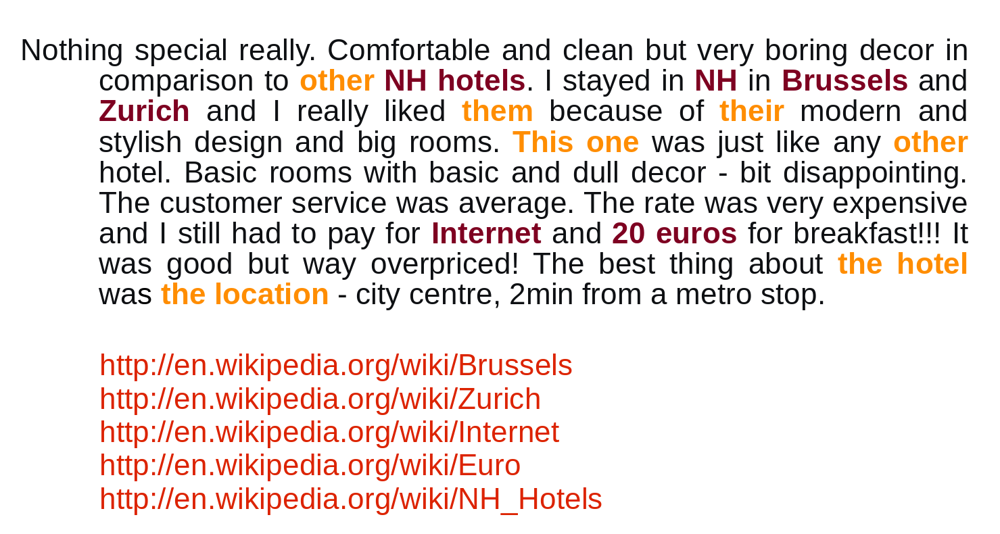 Nothing special really. Comfortable and clean but very boring decor in
comparison to other NH hotels. I stayed in NH in Brussels and
Zurich and I really liked them because of their modern and
stylish design and big rooms. This one was just like any other
hotel. Basic rooms with basic and dull decor - bit disappointing.
The customer service was average. The rate was very expensive
and I still had to pay for Internet and 20 euros for breakfast!!! It
was good but way overpriced! The best thing about the hotel
was the location - city centre, 2min from a metro stop.
http://en.wikipedia.org/wiki/Brussels
http://en.wikipedia.org/wiki/Zurich
http://en.wikipedia.org/wiki/Internet
http://en.wikipedia.org/wiki/Euro
http://en.wikipedia.org/wiki/NH_Hotels